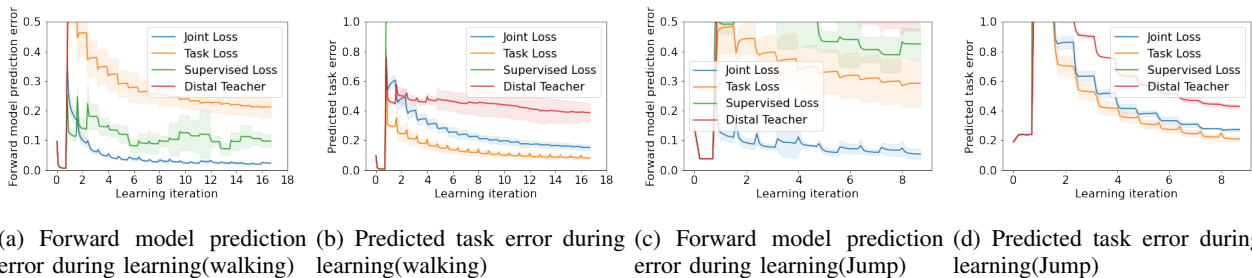 Forward model prediction error
0.5
0.4
0.3
0.2
0.1
0.0
0 2 4 6 8 10 12 14 16 18
Learning iteration
Joint Loss
Task Loss
Supervised Loss
Distal Teacher
Predicted task error
1.0
0.8
0.6
0.4
0.2
0.0
0 2 4 6 8 10 12 14 16 18
Learning iteration
Joint Loss
Task Loss
Supervised Loss
Distal Teacher
Forward model prediction error
0.5
0.4
0.3
0.2
0.1
0.0
0 2 4 6 8
Learning iteration
Joint Loss
Task Loss
Supervised Loss
Distal Teacher
Predicted task error
1.0
0.8
0.6
0.4
0.2
0.0
0 2 4 6 8
Learning iteration
Joint Loss
Task Loss
Supervised Loss
Distal Teacher
(a) Forward model prediction
error during learning(walking)
(b) Predicted task error during
learning(walking)
(c) Forward model prediction
error during learning(Jump)
(d) Predicted task error during
learning(Jump)